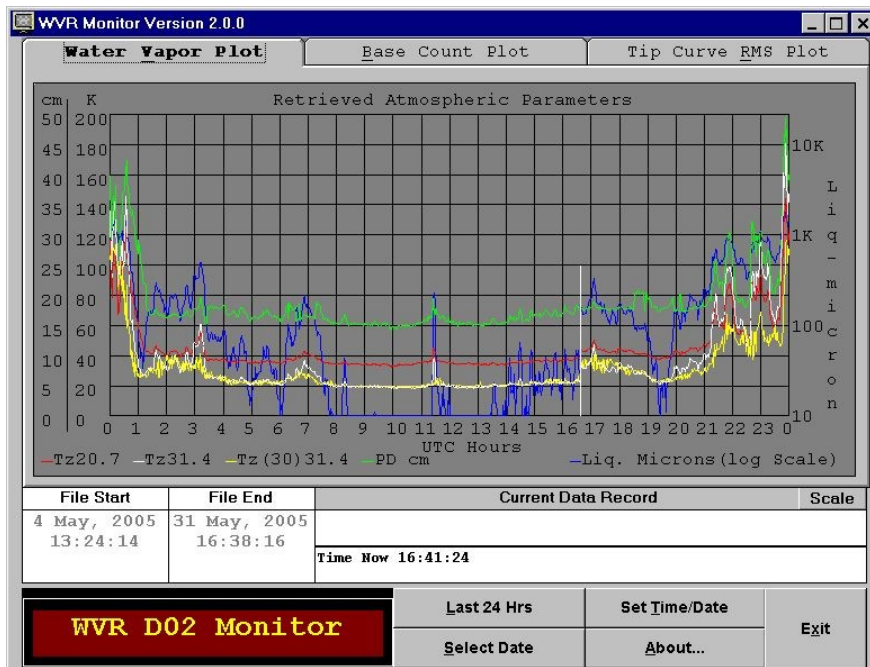 WVR Monitor Version 2.0.0
Water Vapor Plot
Base Count Plot
Tip Curve RMS Plot
cm K Retrieved Atmospheric Parameters
50 200
45 180 10K
40 160
35 140
30 120 1K
25 100
20 80
15 60 100
10 40
5 20
0 0 10
Liq-micron
0 1 2 3 4 5 6 7 8 9 10 11 12 13 14 15 16 17 18 19 20 21 22 23 0
UTC Hours
Tz20.7 Tz31.4 Tz(30)31.4 PD cm Liq. Microns(log Scale)
File Start File End Current Data Record Scale
4 May, 2005 31 May, 2005
13:24:14 16:38:16
Time Now 16:41:24
WVR D02 Monitor
Last 24 Hrs Set Time/Date
Select Date About...
Exit